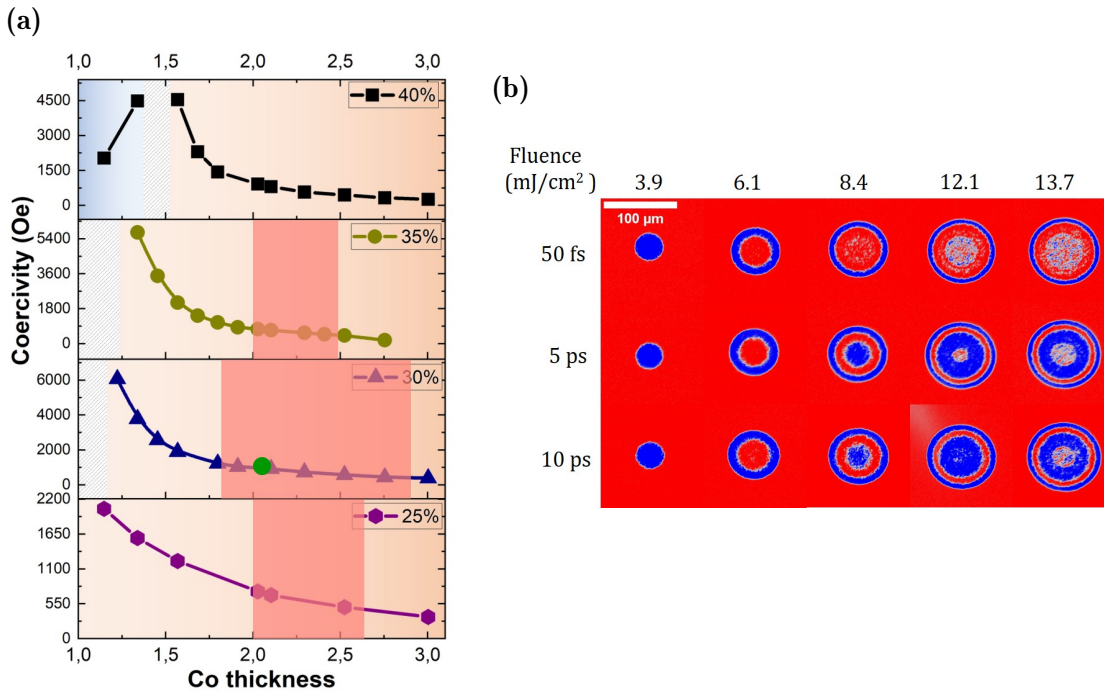 (a)
1,0 1,5 2,0 2,5 3,0
4500
3000
1500
0
40%
5400
3600
1800
0
35%
6000
4000
2000
0
30%
2200
1650
1100
550
0
25%
Coercivity (Oe)
1,0 1,5 2,0 2,5 3,0
Co thickness
(b)
Fluence
(mJ/cm²)
3.9 6.1 8.4 12.1 13.7
100 µm
50 fs
5 ps
10 ps